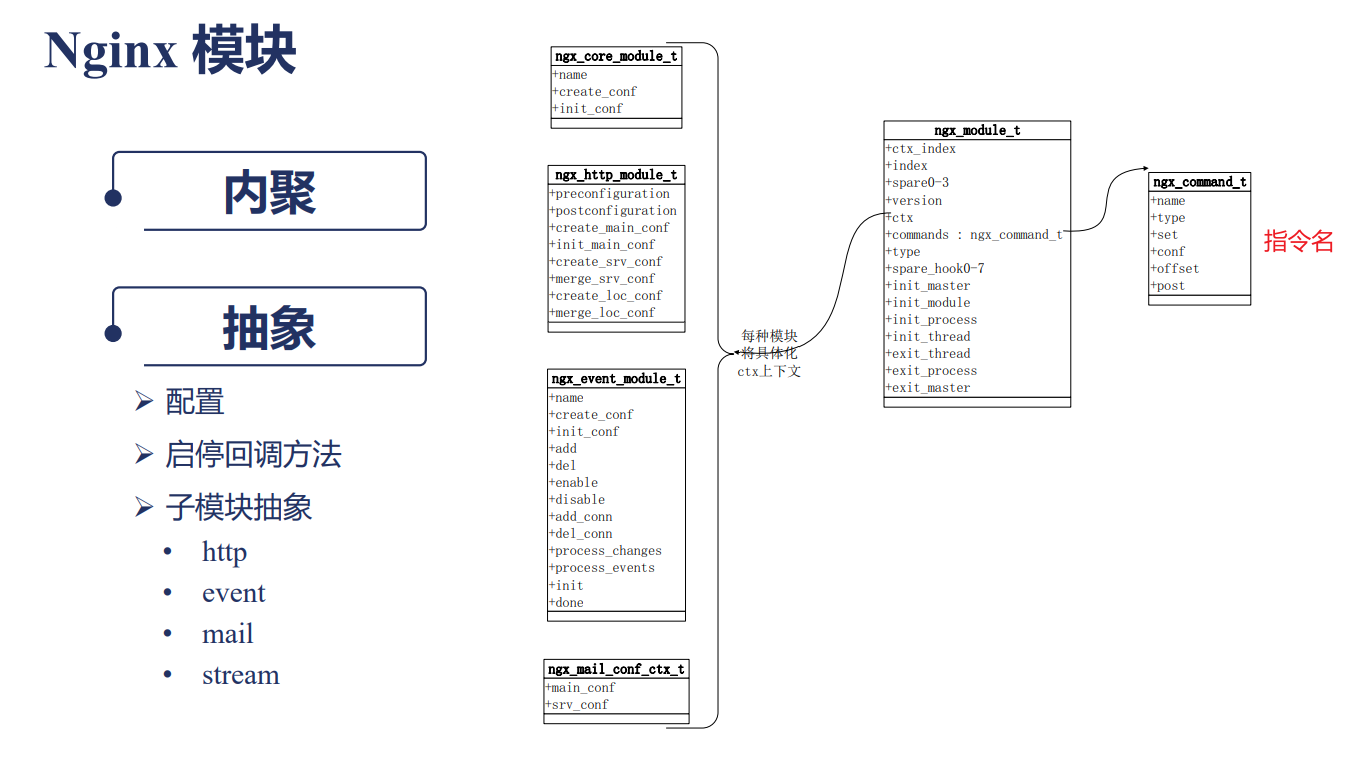 Nginx 模块
内聚
抽象
配置
启停回调方法
子模块抽象
http
event
mail
stream
ngx_core_module_t
+name
+create_conf
+init_conf
ngx_http_module_t
+preconfiguration
+postconfiguration
+create_main_conf
+init_main_conf
+create_srv_conf
+merge_srv_conf
+create_loc_conf
+merge_loc_conf
ngx_event_module_t
+name
+create_conf
+init_conf
+add
+del
+enable
+disable
+add_conn
+del_conn
+process_changes
+process_events
+init
+done
ngx_mail_conf_ctx_t
+main_conf
+srv_conf
每种模块
将具体化
ctx上下文
ngx_module_t
+ctx_index
+index
+spare0-3
+version
+ctx
+commands : ngx_command_t
+type
+spare_hook0-7
+init_master
+init_module
+init_process
+init_thread
+exit_thread
+exit_process
+exit_master
ngx_command_t
+name
+type
+set
+conf
+offset
+post
指令名